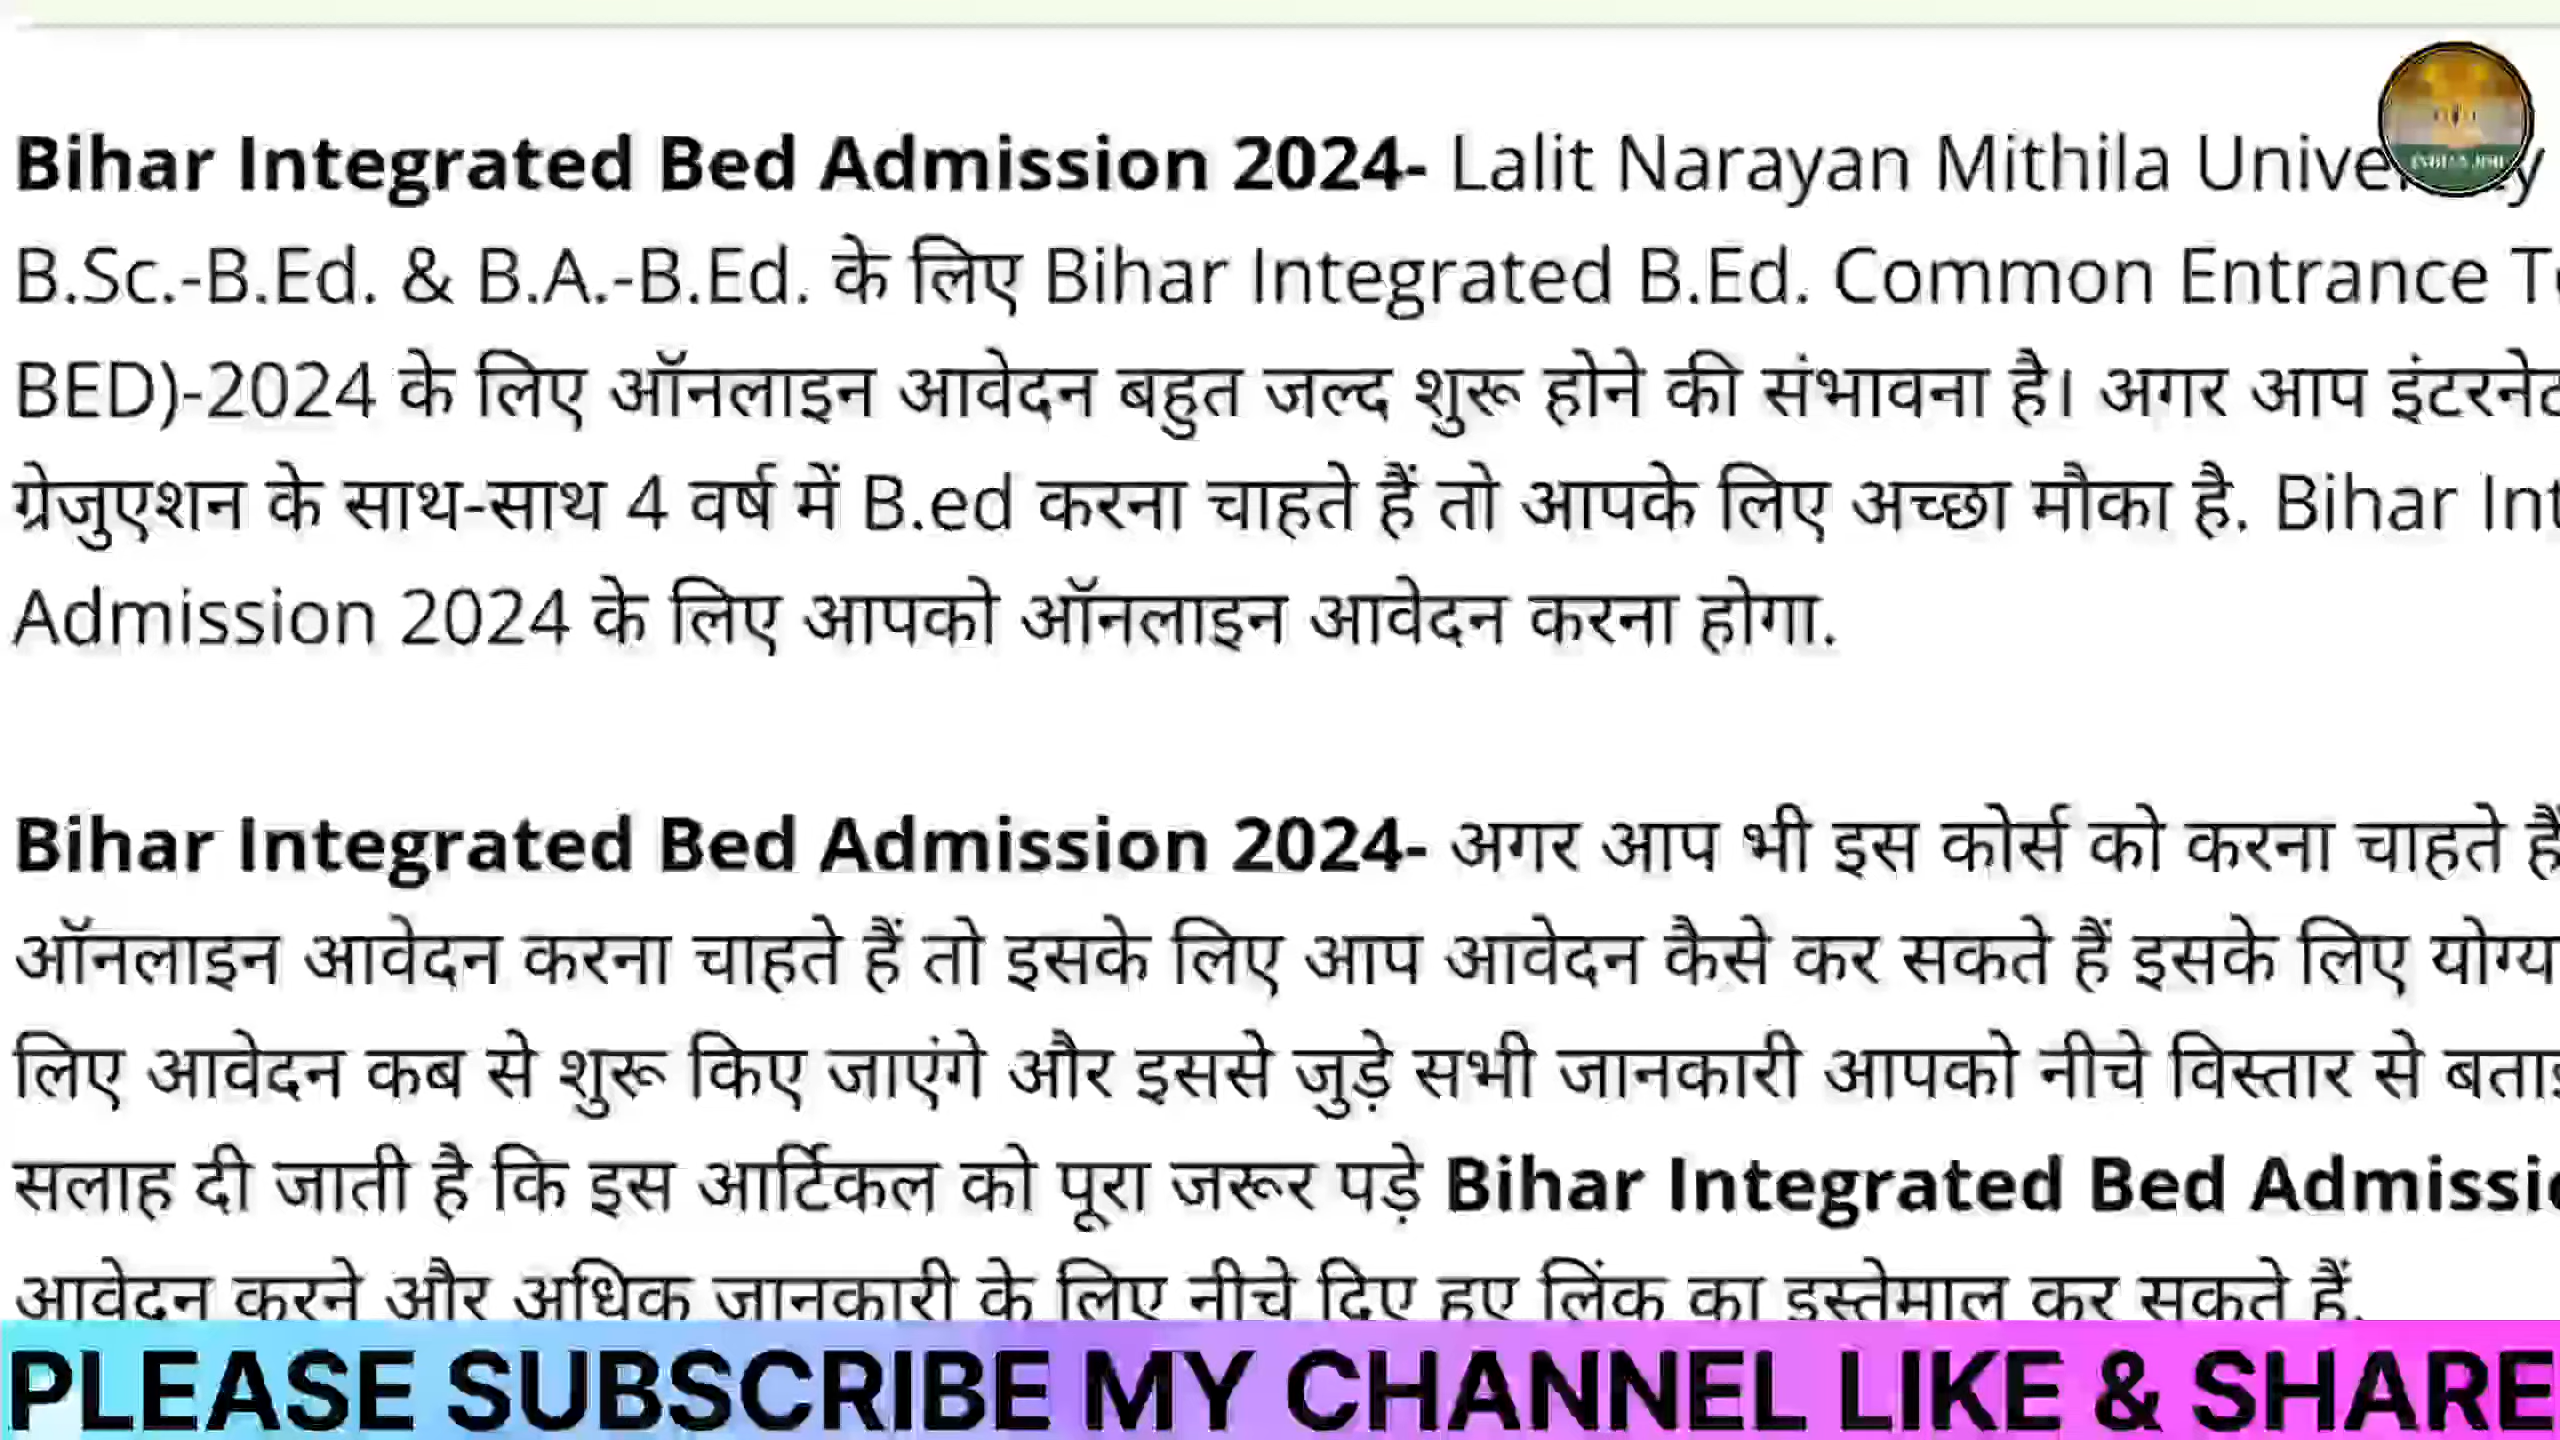 Bihar Integrated Bed Admission 2024- Lalit Narayan Mithila
B.Sc.-B.Ed. & B.A.-B.Ed. के लिए Bihar Integrated B.Ed. Common Entrance
BED)-2024 के लिए ऑनलाइन आवेदन बहुत जल्द शुरू होने की संभावना है। अगर आप
ग्रेजुएशन के साथ-साथ 4 वर्ष में B.ed करना चाहते हैं तो आपके लिए अच्छा मौका है. Bihar
Admission 2024 के लिए आपको ऑनलाइन आवेदन करना होगा.
Bihar Integrated Bed Admission 2024- अगर आप भी इस कोर्स को करना चाहते हैं
ऑनलाइन आवेदन करना चाहते हैं तो इसके लिए आप आवेदन कैसे कर सकते हैं इसके लिए
लिए आवेदन कब से शुरू किए जाएंगे और इससे जुड़े सभी जानकारी आपको नीचे विस्तार से
सलाह दी जाती है कि इस आर्टिकल को पूरा जरूर पड़े Bihar Integrated Bed
आवेदन करने और अधिक जानकारी के लिए नीचे दिए हुए लिंक का इस्तेमाल कर सकते हैं.
PLEASE SUBSCRIBE MY CHANNEL LIKE & SHARE